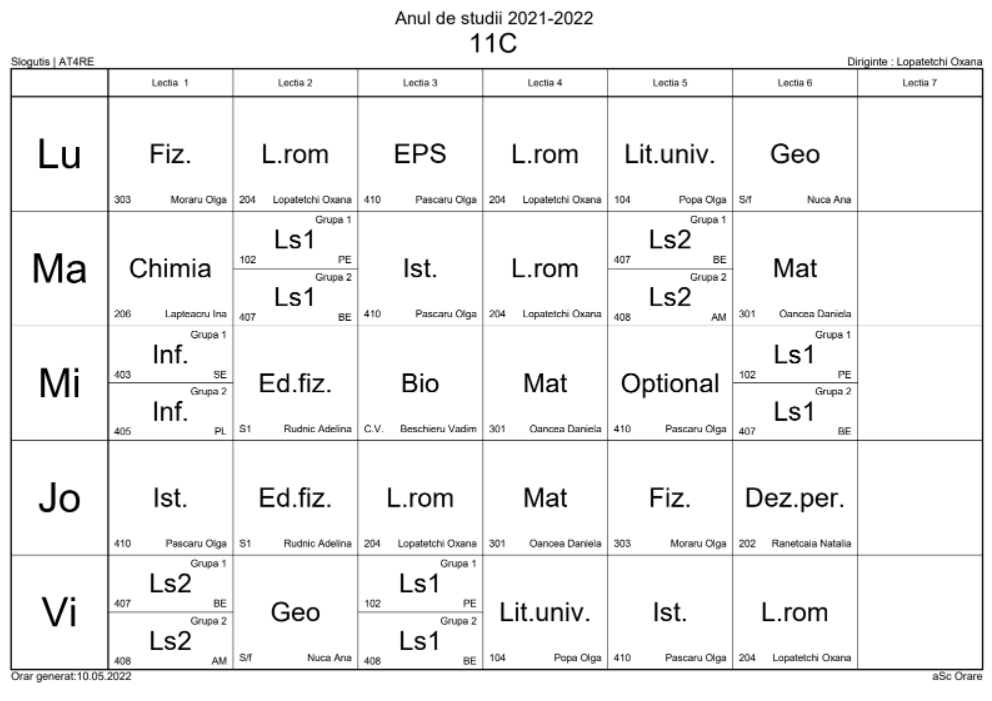 Anul de studii 2021-2022
11C
Slogutis | AT4RE
Diriginte : Lopatetchi Oxana
Lectia 1 Lectia 2 Lectia 3 Lectia 4 Lectia 5 Lectia 6 Lectia 7
Lu
Fiz.
303 Moraru Olga
L.rom
204 Lopatetchi Oxana
EPS
410 Pascaru Olga
L.rom
204 Lopatetchi Oxana
Lit.univ.
104 Popa Olga
Geo
S/f Nuca Ana
Ma
Chimia
206 Lapteacru Ina
Grupa 1
Ls1
102 PE
Grupa 2
Ls1
407 BE
Ist.
410 Pascaru Olga
L.rom
204 Lopatetchi Oxana
Grupa 1
Ls2
407 BE
Grupa 2
Ls2
408 AM
Mat
301 Oancea Daniela
Mi
Grupa 1
Inf.
403 SE
Grupa 2
Inf.
405 PL
Ed.fiz.
S1 Rudnic Adelina
Bio
C.V. Beschieru Vadim
Mat
301 Oancea Daniela
Optional
410 Pascaru Olga
Grupa 1
Ls1
102 PE
Grupa 2
Ls1
407 BE
Jo
Ist.
410 Pascaru Olga
Ed.fiz.
S1 Rudnic Adelina
L.rom
204 Lopatetchi Oxana
Mat
301 Oancea Daniela
Fiz.
303 Moraru Olga
Dez.per.
202 Ranetcaia Natalia
Vi
Grupa 1
Ls2
407 BE
Grupa 2
Ls2
408 AM
Geo
S/f Nuca Ana
Grupa 1
Ls1
102 PE
Grupa 2
Ls1
408 BE
Lit.univ.
104 Popa Olga
Ist.
410 Pascaru Olga
L.rom
204 Lopatetchi Oxana
Orar generat:10.05.2022
aSc Orare